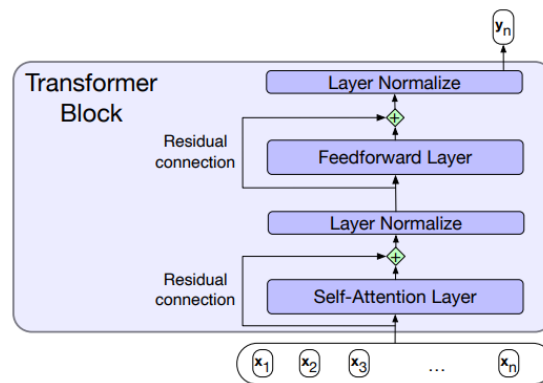 yn
Transformer
Block
Layer Normalize
+
Residual
connection
Feedforward Layer
Layer Normalize
+
Residual
connection
Self-Attention Layer
x1 x2 x3 ... xn